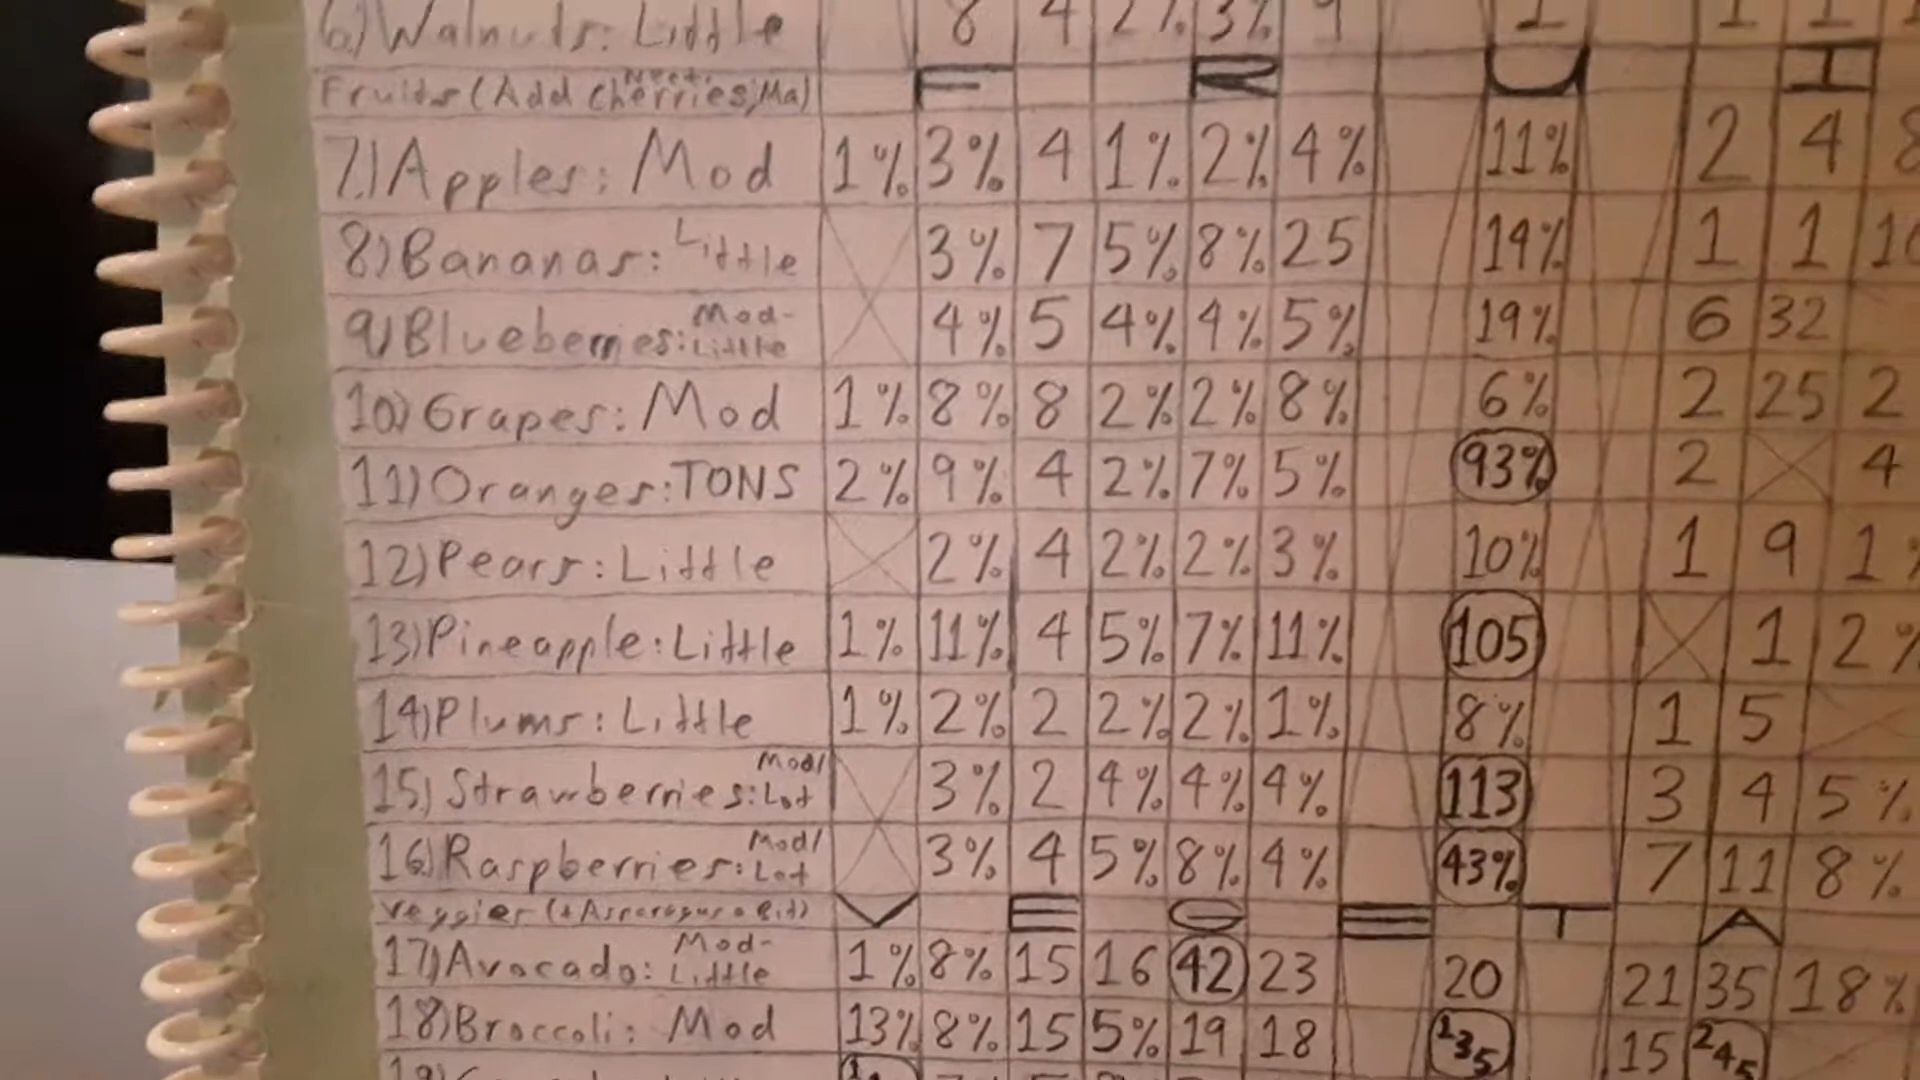 6) Walnuts: Little 8 4 2% 3% 9 1 1 1
Fruits (Add Cherries, Nect, Ma) F R U I
7) Apples: Mod 1% 3% 4 1% 2% 4% 11% 2 4 8
8) Bananas: Little 3% 7 5% 8% 25 14% 1 1 10
9) Blueberries: Mod-Little 4% 5 4% 4% 5% 19% 6 32
10) Grapes: Mod 1% 8% 8 2% 2% 8% 6% 2 25 2
11) Oranges: TONS 2% 9% 4 2% 7% 5% 93% 2 4
12) Pears: Little 2% 4 2% 2% 3% 10% 1 9 1%
13) Pineapple: Little 1% 11% 4 5% 7% 11% 105 1 2%
14) Plums: Little 1% 2% 2 2% 2% 1% 8% 1 5
15) Strawberries: Mod/Lot 3% 2 4% 4% 4% 113 3 4 5%
16) Raspberries: Mod/Lot 3% 4 5% 8% 4% 43% 7 11 8%
Veggies (+Asparagus a Bit) V E G E T A
17) Avocado: Mod-Little 1% 8% 15 16 42 23 20 21 35 18%
18) Broccoli: Mod 13% 8% 15 5% 19 18 135 15 245